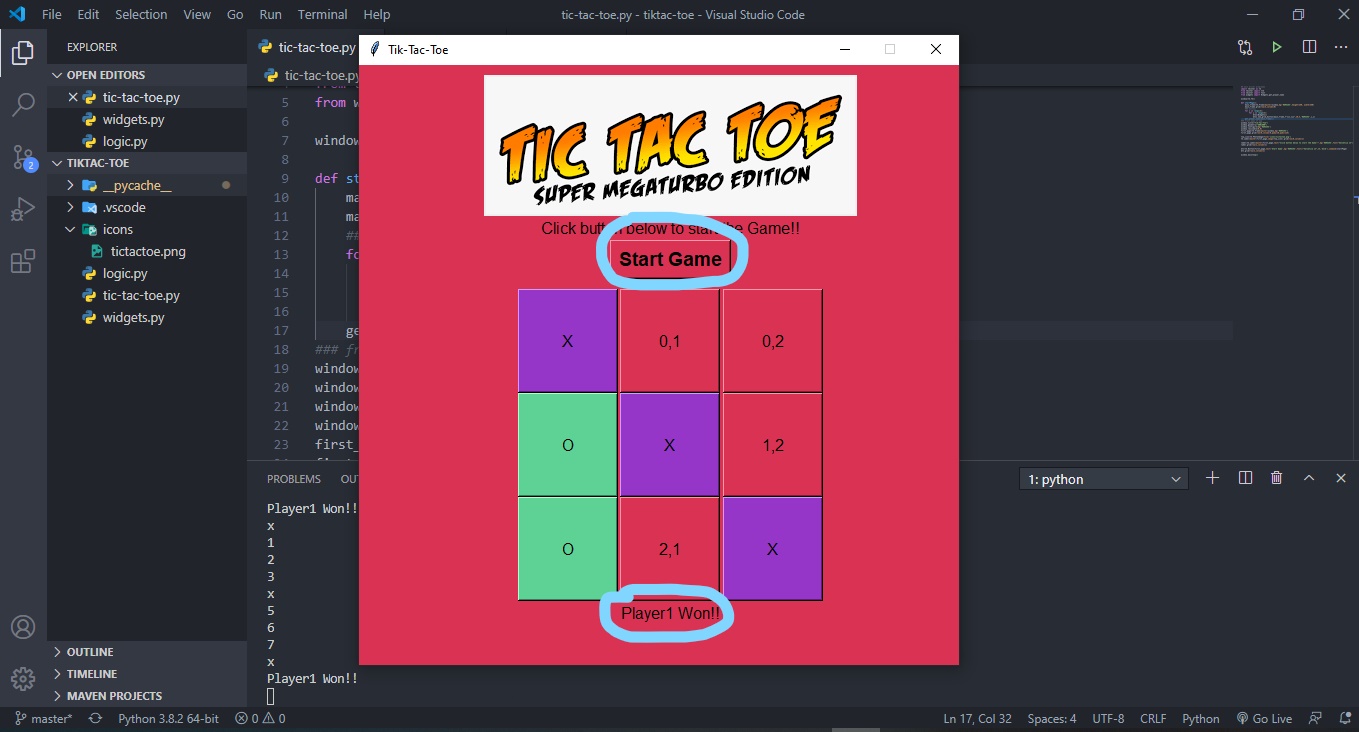 File Edit Selection View Go Run Terminal Help
tic-tac-toe.py - tiktac-toe - Visual Studio Code
EXPLORER
OPEN EDITORS
tic-tac-toe.py
widgets.py
logic.py
TIKTAC-TOE
__pycache__
.vscode
icons
tictactoe.png
logic.py
tic-tac-toe.py
widgets.py
OUTLINE
TIMELINE
MAVEN PROJECTS
2
tic-tac-toe.py
tic-tac-toe.py
5 from w
6
7 window
8
9 def st
10 ma
11 ma
12 ##
13 fo
14
15
16
17 ge
18 ### fr
19 window
20 window
21 window
22 window
23 first_
Tik-Tac-Toe
TIC TAC TOE
SUPER MEGATURBO EDITION
Click button below to start the Game!!
Start Game
X 0,1 0,2
O X 1,2
O 2,1 X
Player1 Won!!
PROBLEMS OU
1: python
Player1 Won!!
x
1
2
3
x
5
6
7
x
Player1 Won!!
master* Python 3.8.2 64-bit 0 0
Ln 17, Col 32 Spaces: 4 UTF-8 CRLF Python Go Live